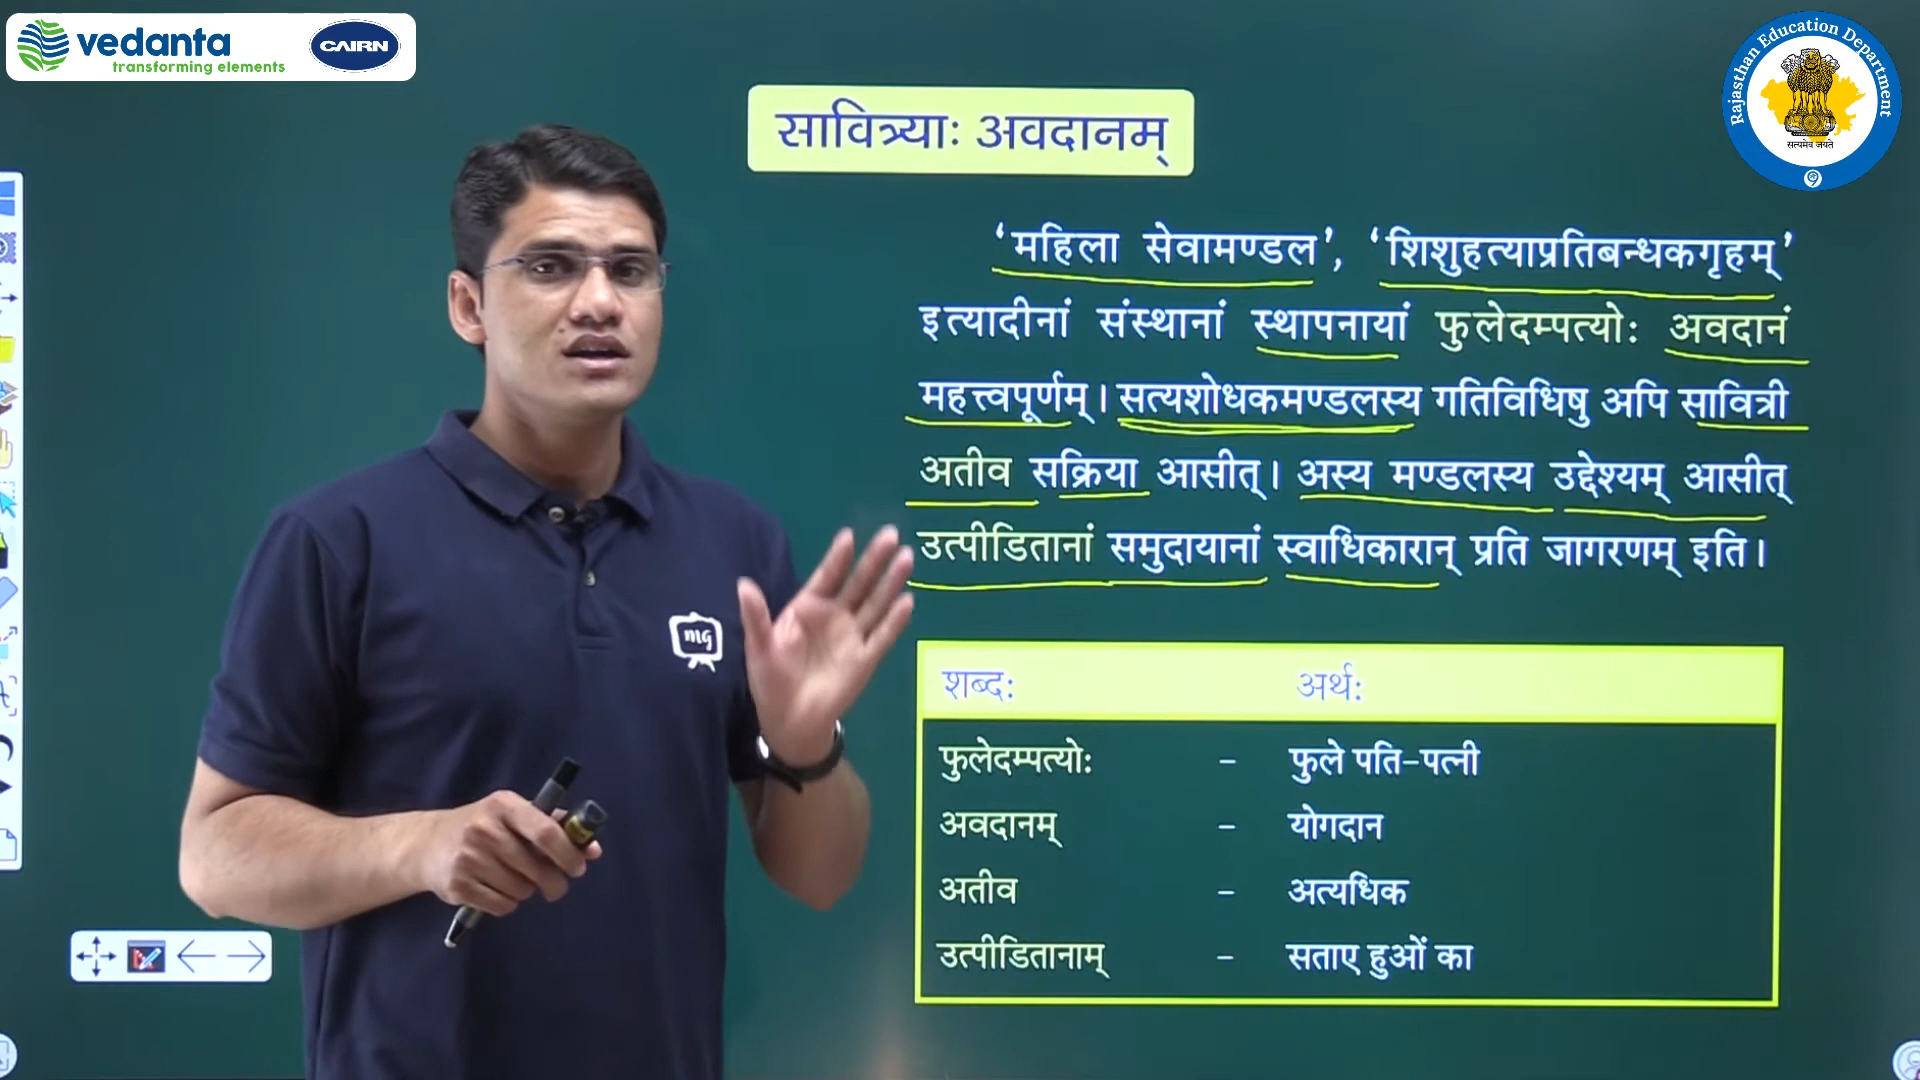 vedanta
transforming elements
CAIRN
Rajasthan Education Department
सत्यमेव जयते
सावित्र्याः अवदानम्
‘महिला सेवामण्डल’, ‘शिशुहत्याप्रतिबन्धकगृहम्’
इत्यादीनां संस्थानां स्थापनायां फुलेदम्पत्योः अवदानं
महत्त्वपूर्णम्। सत्यशोधकमण्डलस्य गतिविधिषु अपि सावित्री
अतीव सक्रिया आसीत्। अस्य मण्डलस्य उद्देश्यम् आसीत्
उत्पीडितानां समुदायानां स्वाधिकारान् प्रति जागरणम् इति।
शब्दः अर्थः
फुलेदम्पत्योः - फुले पति-पत्नी
अवदानम् - योगदान
अतीव - अत्यधिक
उत्पीडितानाम् - सताए हुओं का
MG